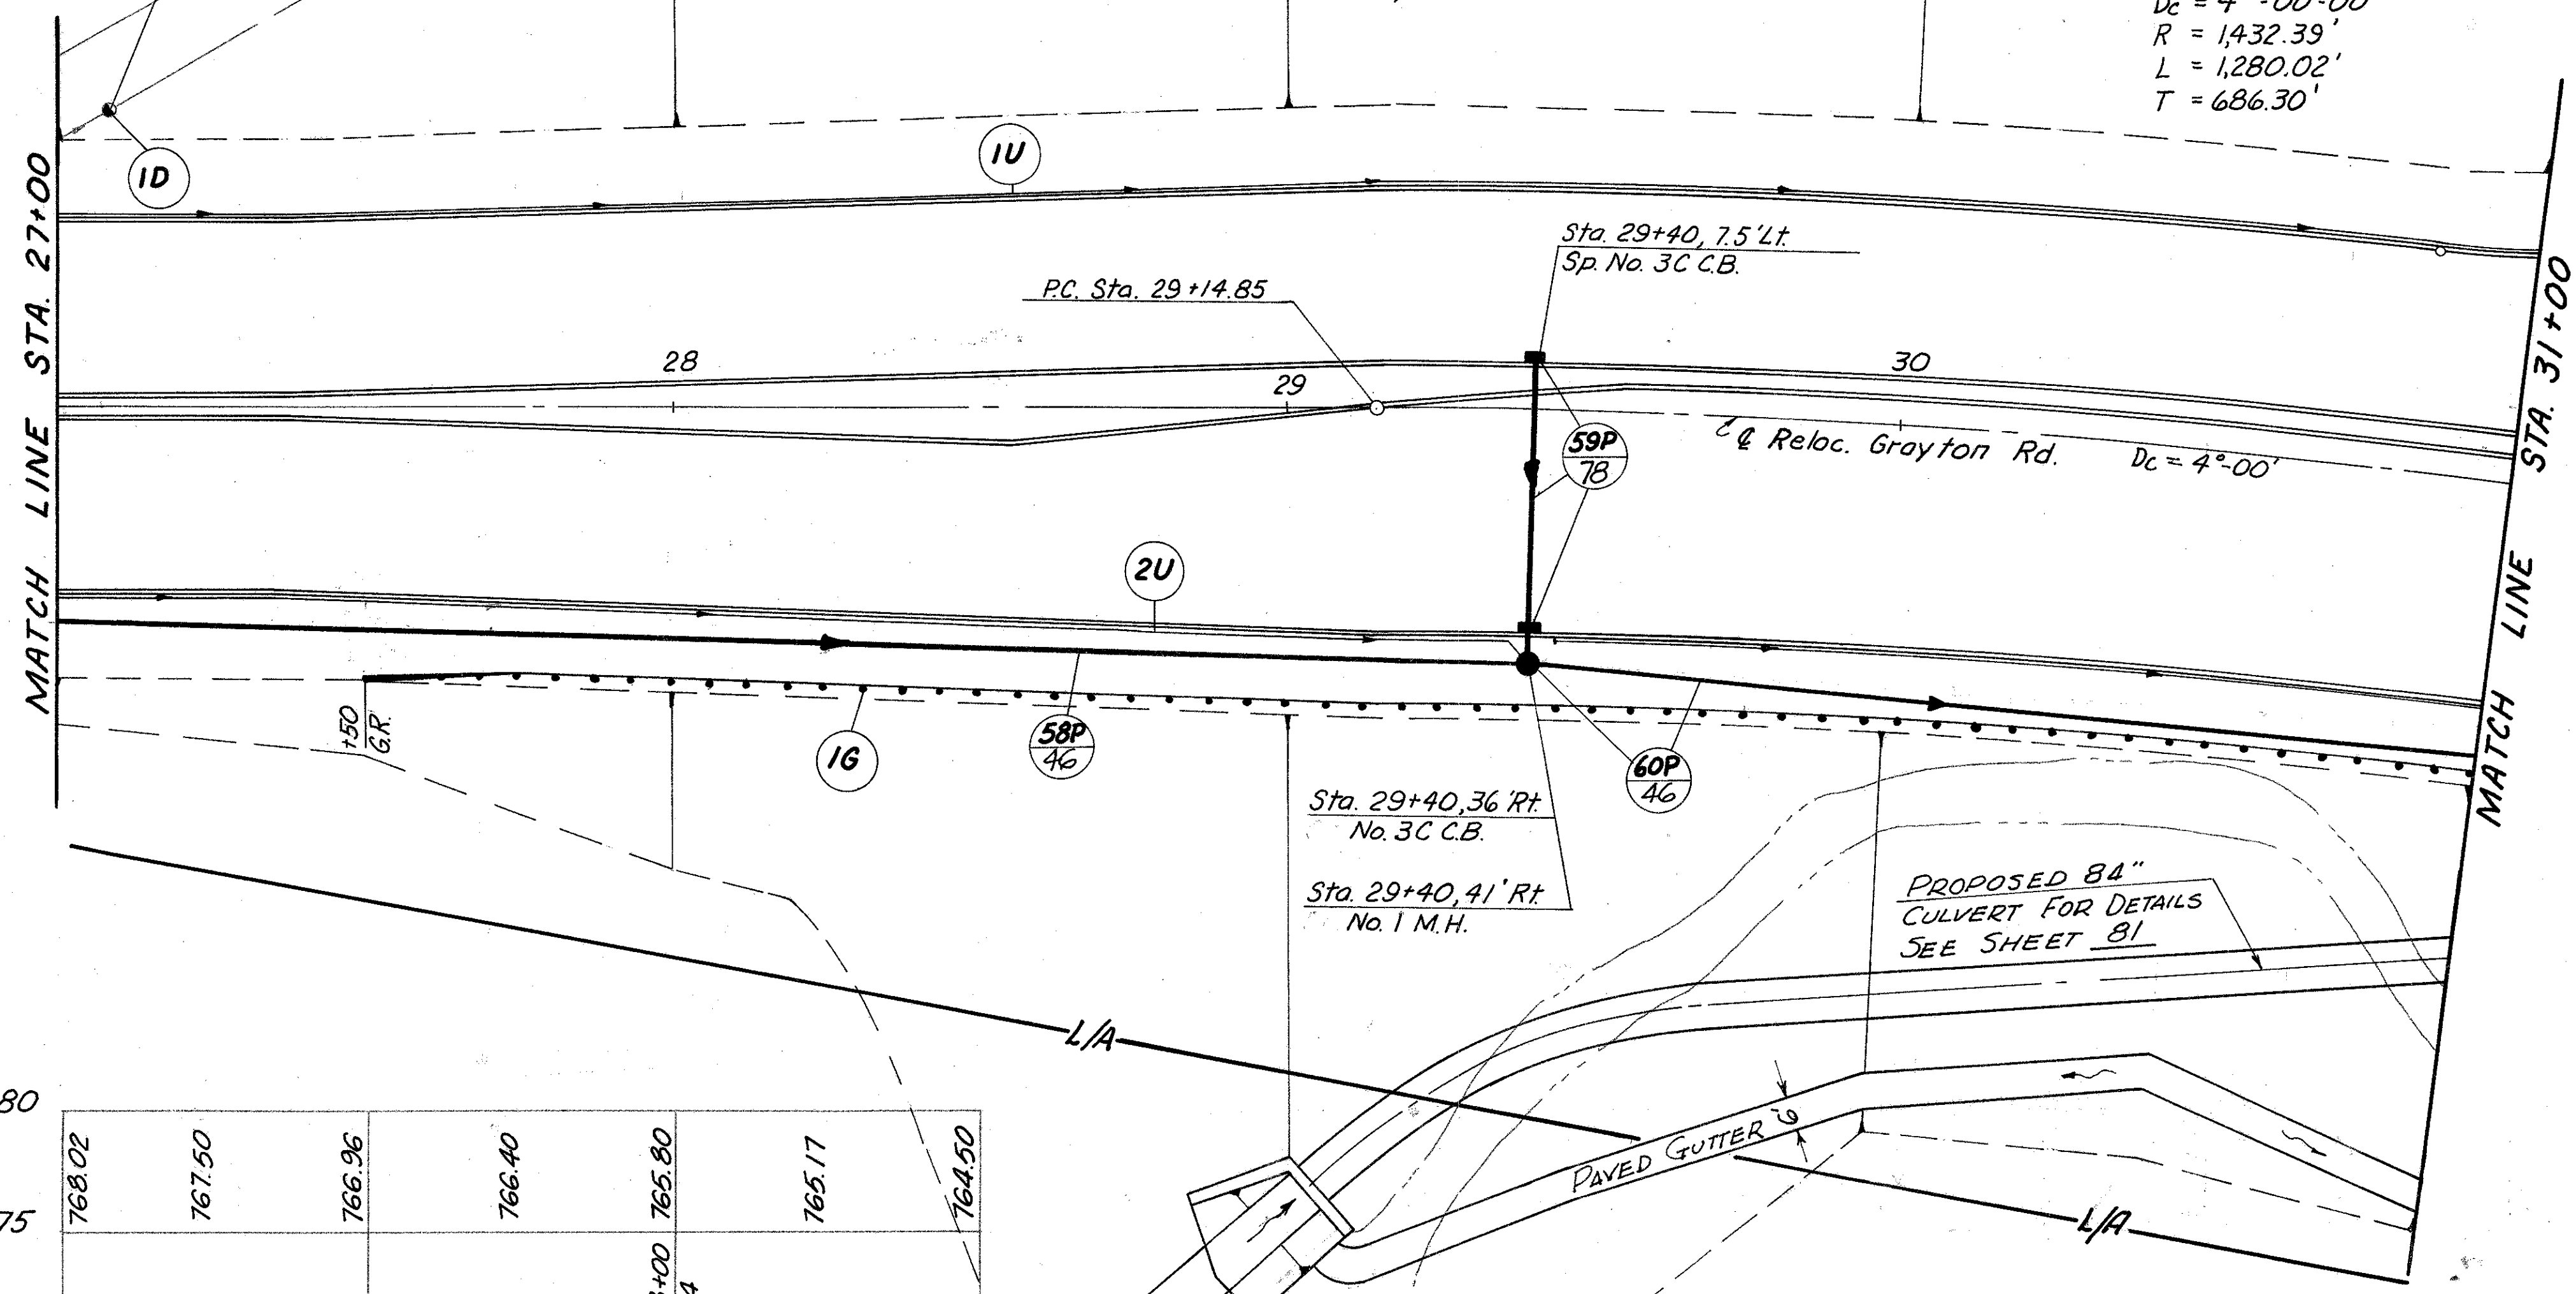 Dc = 4°-00'-00"
R = 1,432.39'
L = 1,280.02'
T = 686.30'
1D
1U
MATCH LINE STA. 27+00
Sta. 29+40, 7.5' Lt.
Sp. No. 3C C.B.
P.C. Sta. 29+14.85
28
29
30
59P
78
℄ Reloc. Grayton Rd.
Dc = 4°-00'
MATCH LINE STA. 31+00
2U
+50
G.R.
1G
58P
46
60P
46
Sta. 29+40, 36' Rt.
No. 3C C.B.
Sta. 29+40, 41' Rt.
No. 1 M.H.
PROPOSED 84"
CULVERT FOR DETAILS
SEE SHEET 81
L/A
PAVED GUTTER 6'
L/A
80
75
768.02
767.50
766.96
766.40
765.80
765.17
764.50